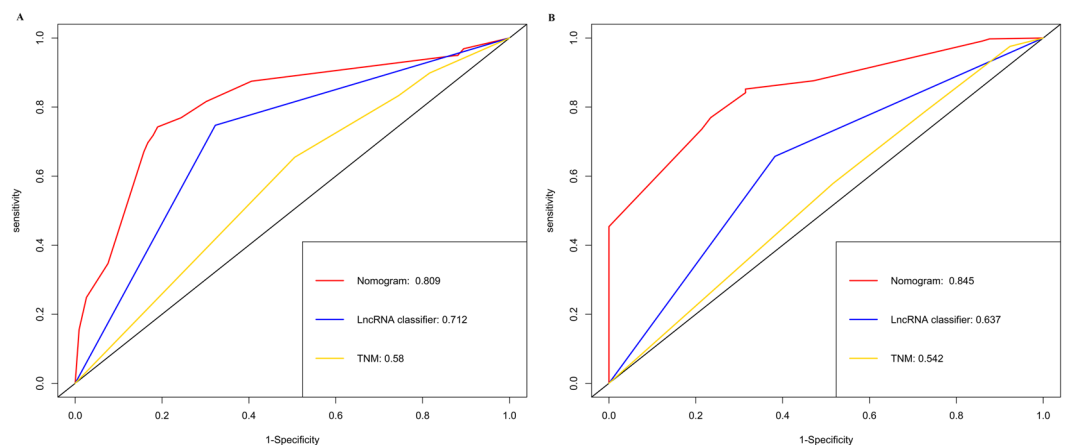 A
sensitivity
1.0
0.8
0.6
0.4
0.2
0.0
0.0 0.2 0.4 0.6 0.8 1.0
1-Specificity
Nomogram: 0.809
LncRNA classifier: 0.712
TNM: 0.58
B
sensitivity
1.0
0.8
0.6
0.4
0.2
0.0
0.0 0.2 0.4 0.6 0.8 1.0
1-Specificity
Nomogram: 0.845
LncRNA classifier: 0.637
TNM: 0.542